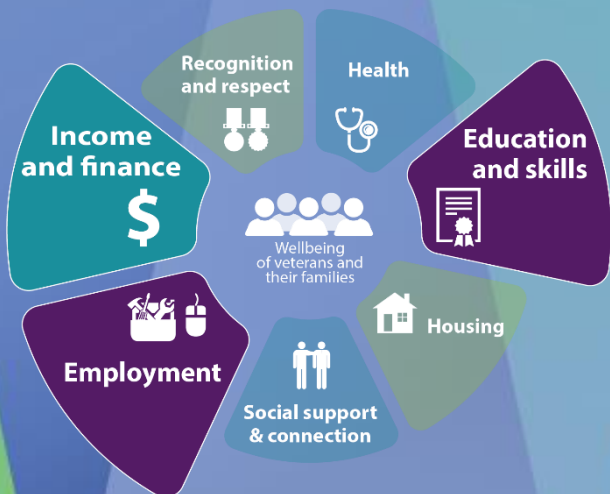 Recognition
and respect
Health
Income
and finance
$
Education
and skills
Wellbeing
of veterans and
their families
Housing
Employment
Social support
& connection